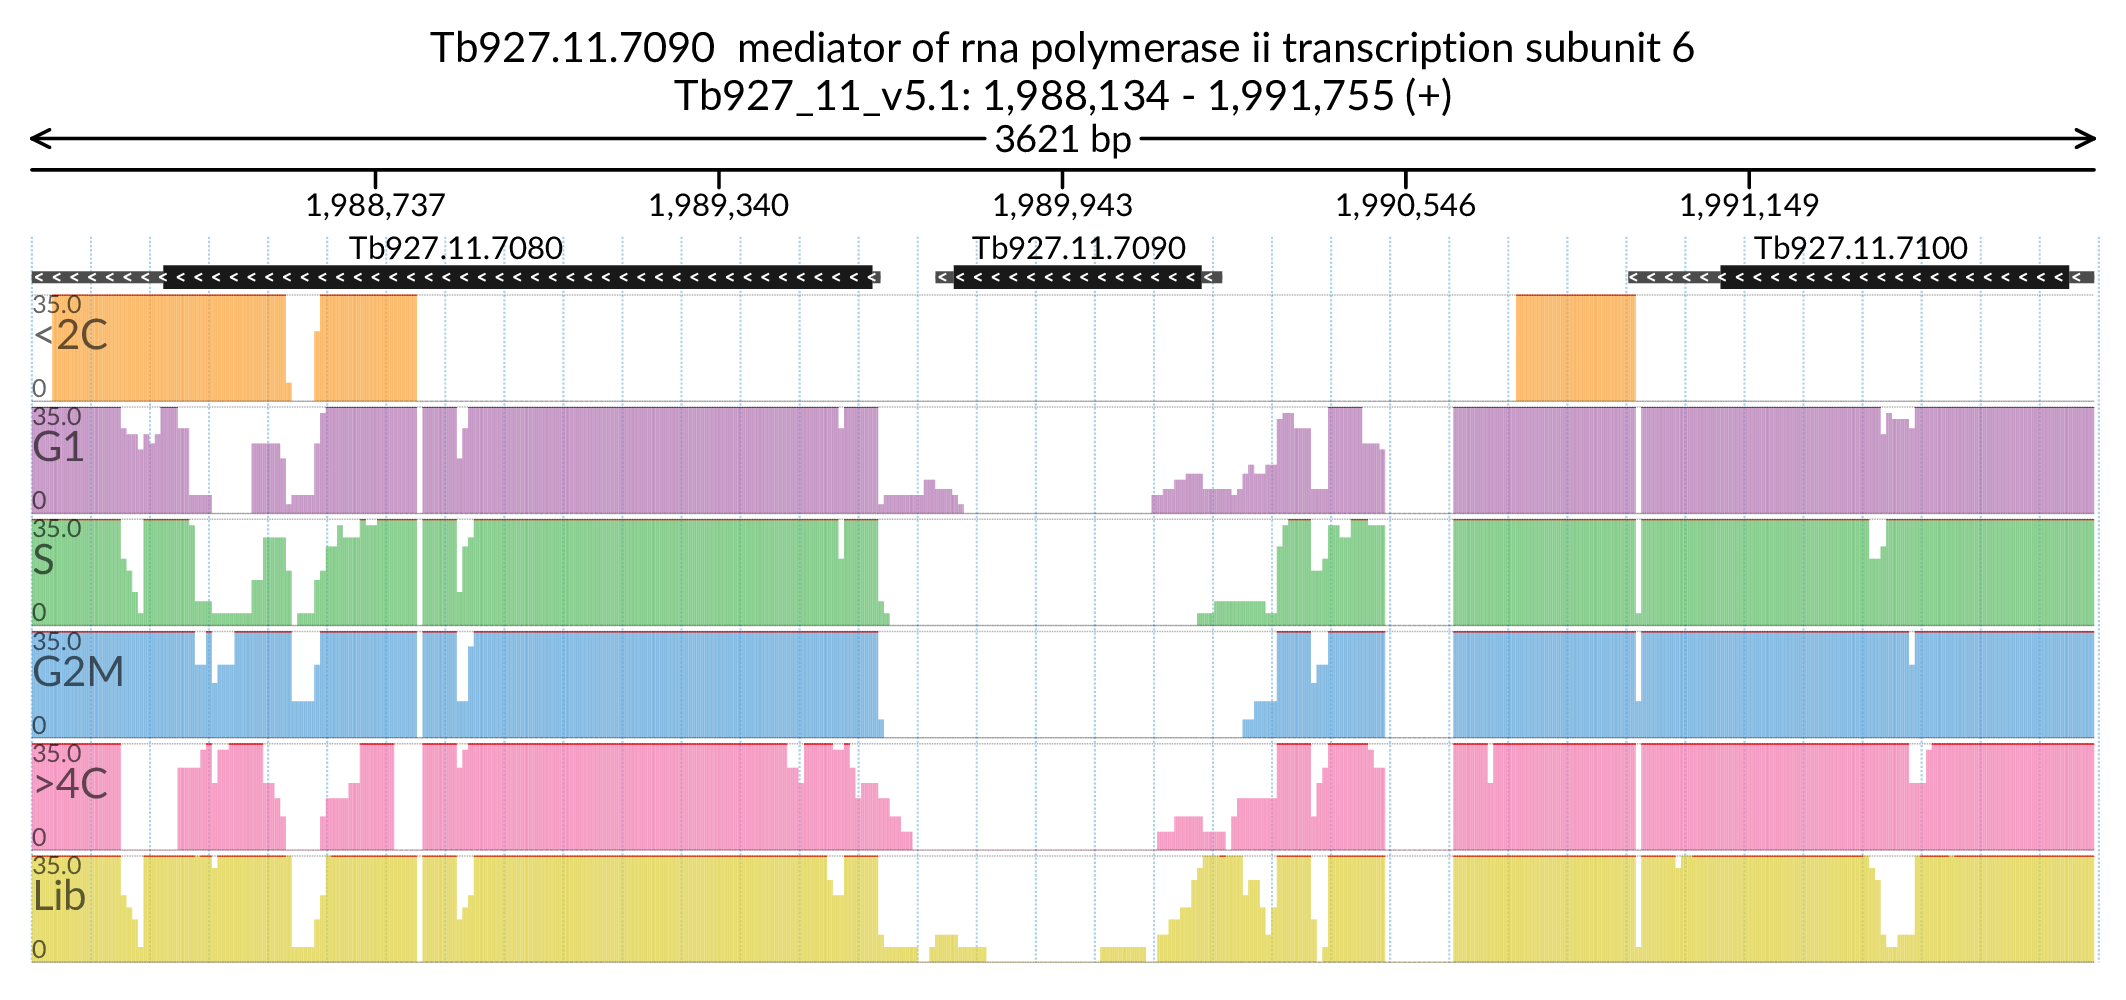 Tb927.11.7090  mediator of rna polymerase ii transcription subunit 6
Tb927_11_v5.1: 1,988,134 - 1,991,755 (+)
3621 bp
1,988,737 1,989,340 1,989,943 1,990,546 1,991,149
Tb927.11.7080 Tb927.11.7090 Tb927.11.7100
35.0
<2C
0
35.0
G1
0
35.0
S
0
35.0
G2M
0
35.0
>4C
0
35.0
Lib
0